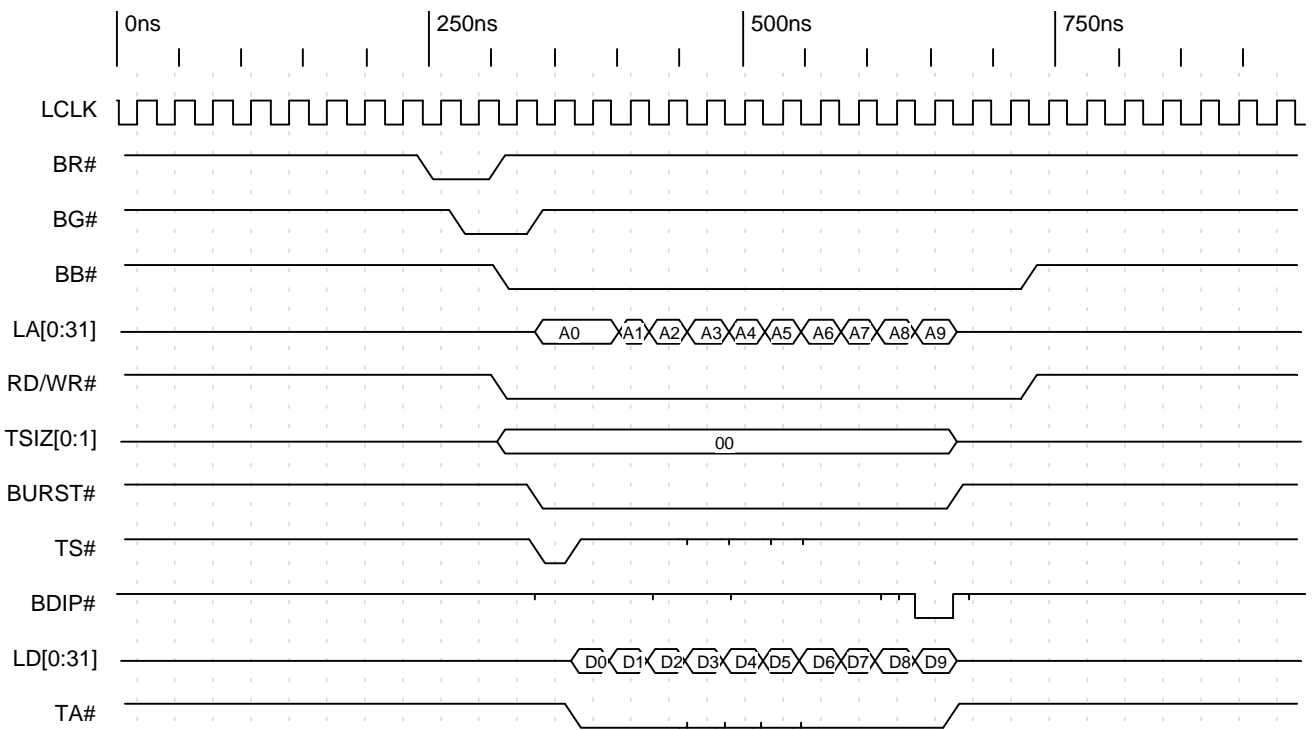 0ns 250ns 500ns 750ns
LCLK
BR#
BG#
BB#
LA[0:31] A0 A1 A2 A3 A4 A5 A6 A7 A8 A9
RD/WR#
TSIZ[0:1] 00
BURST#
TS#
BDIP#
LD[0:31] D0 D1 D2 D3 D4 D5 D6 D7 D8 D9
TA#